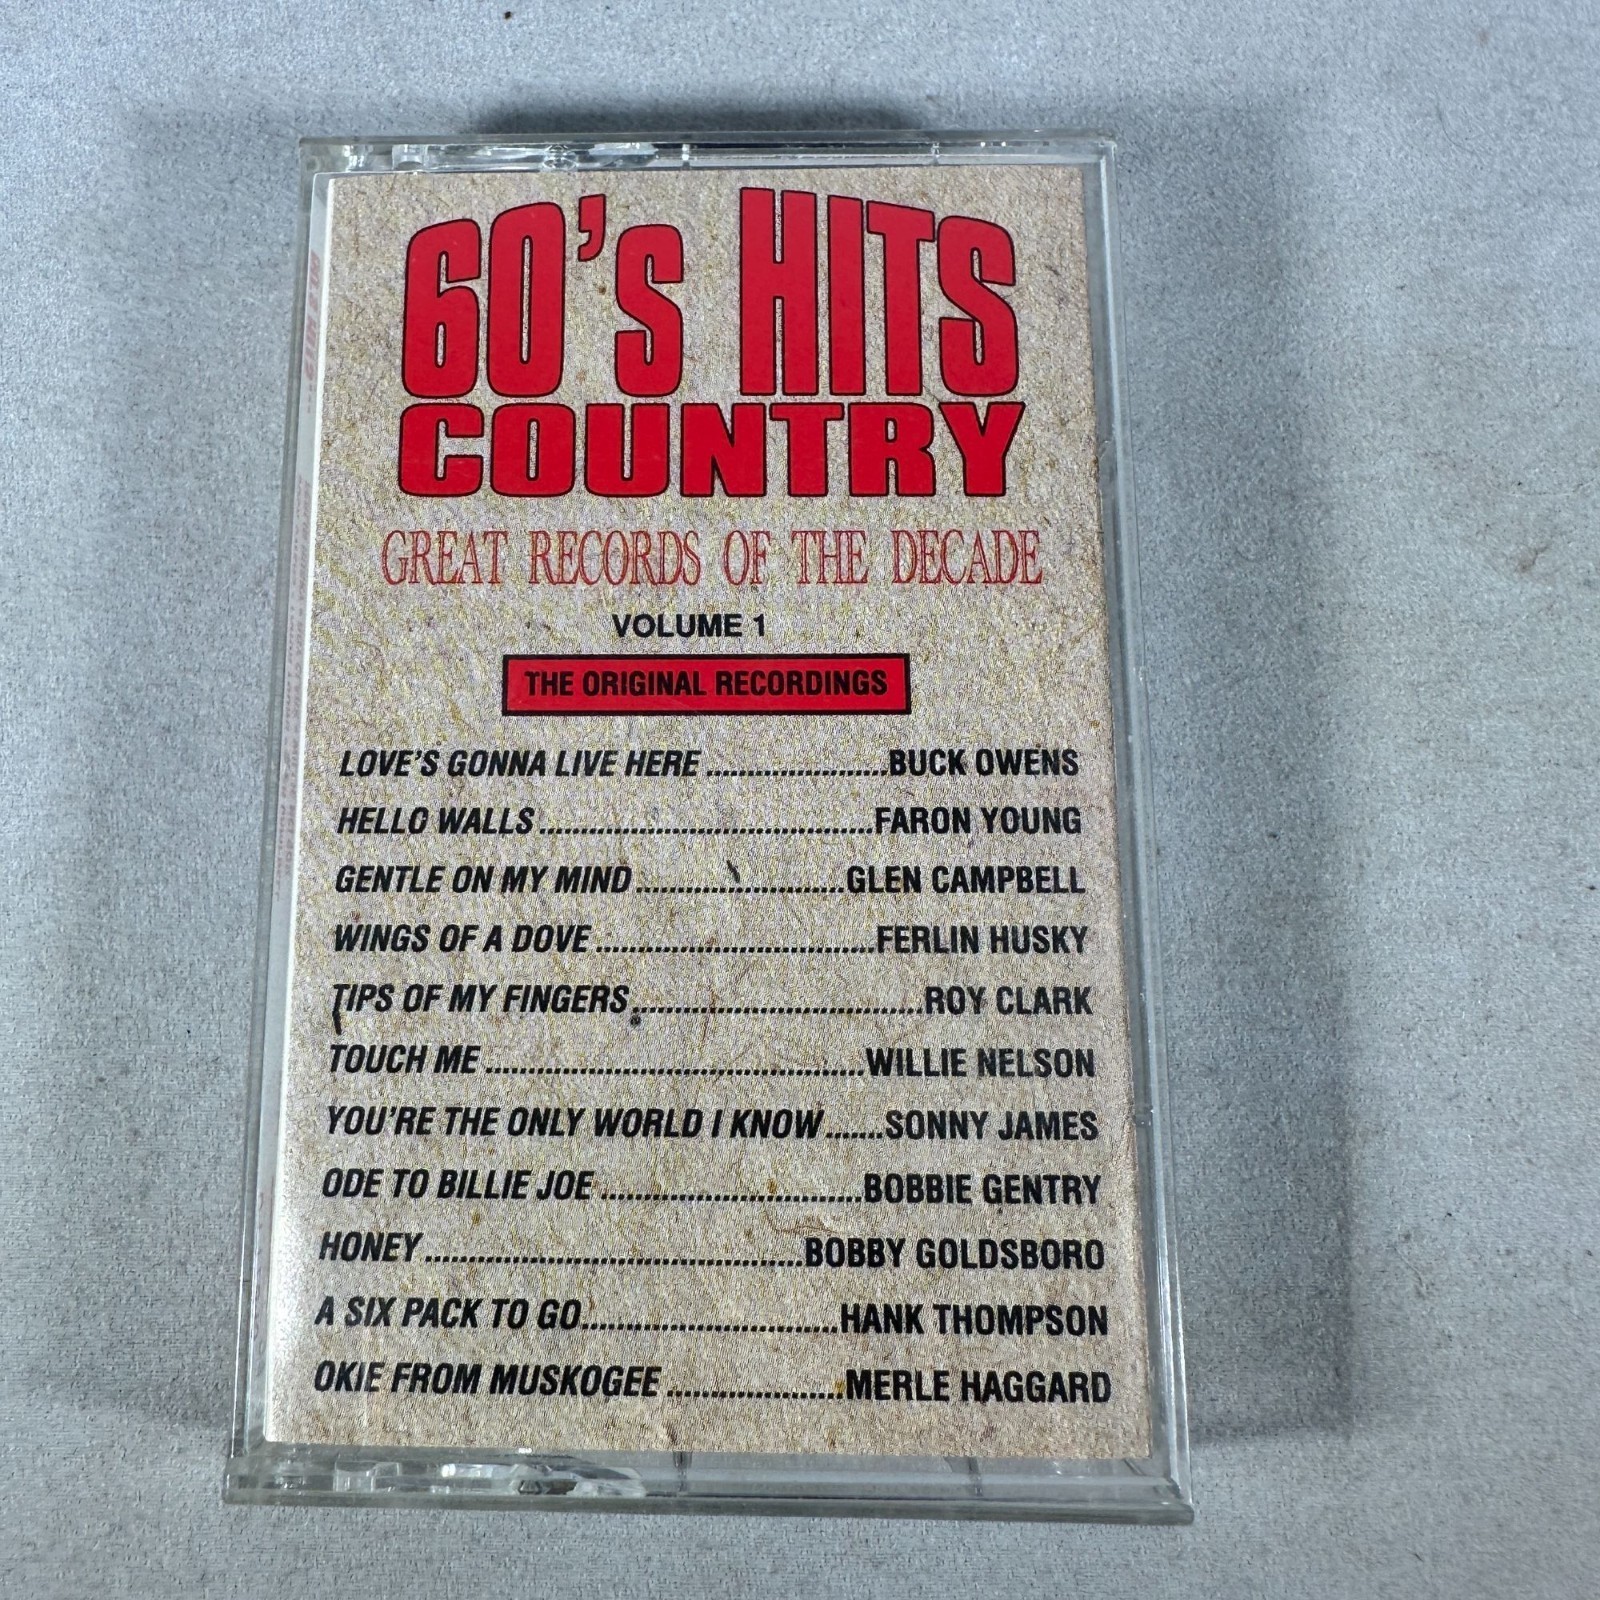 60's HITS
COUNTRY
GREAT RECORDS OF THE DECADE
VOLUME 1
THE ORIGINAL RECORDINGS
LOVE'S GONNA LIVE HERE ........................BUCK OWENS
HELLO WALLS ........................................FARON YOUNG
GENTLE ON MY MIND .........................GLEN CAMPBELL
WINGS OF A DOVE ..................................FERLIN HUSKY
TIPS OF MY FINGERS...................................ROY CLARK
TOUCH ME ..............................................WILLIE NELSON
YOU'RE THE ONLY WORLD I KNOW .......SONNY JAMES
ODE TO BILLIE JOE ...............................BOBBIE GENTRY
HONEY .............................................BOBBY GOLDSBORO
A SIX PACK TO GO...............................HANK THOMPSON
OKIE FROM MUSKOGEE .....................MERLE HAGGARD